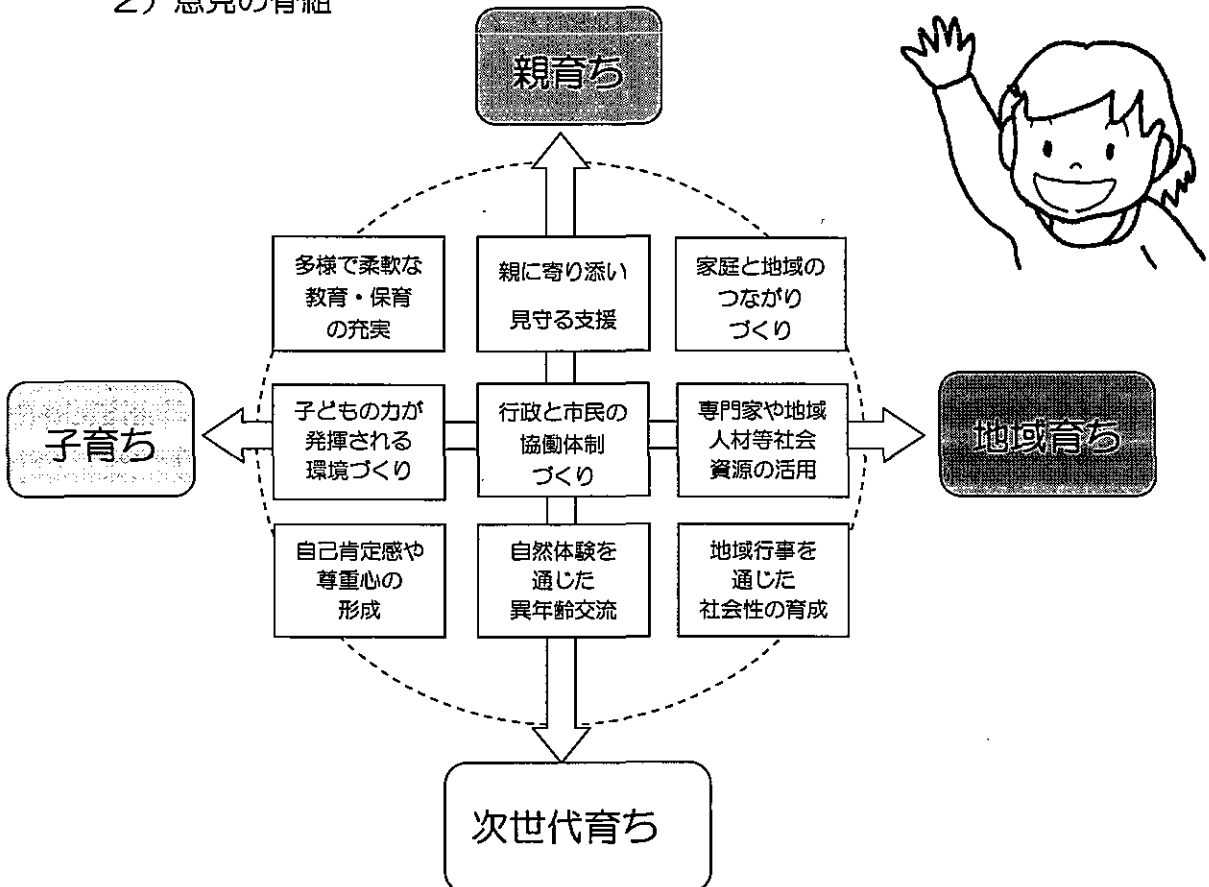 2）意見の骨組
親育ち
多様で柔軟な
教育・保育
の充実
親に寄り添い
見守る支援
家庭と地域の
つながり
づくり
子育ち
子どもの力が
発揮される
環境づくり
行政と市民の
協働体制
づくり
専門家や地域
人材等社会
資源の活用
地域育ち
自己肯定感や
尊重心の
形成
自然体験を
通じた
異年齢交流
地域行事を
通じた
社会性の育成
次世代育ち